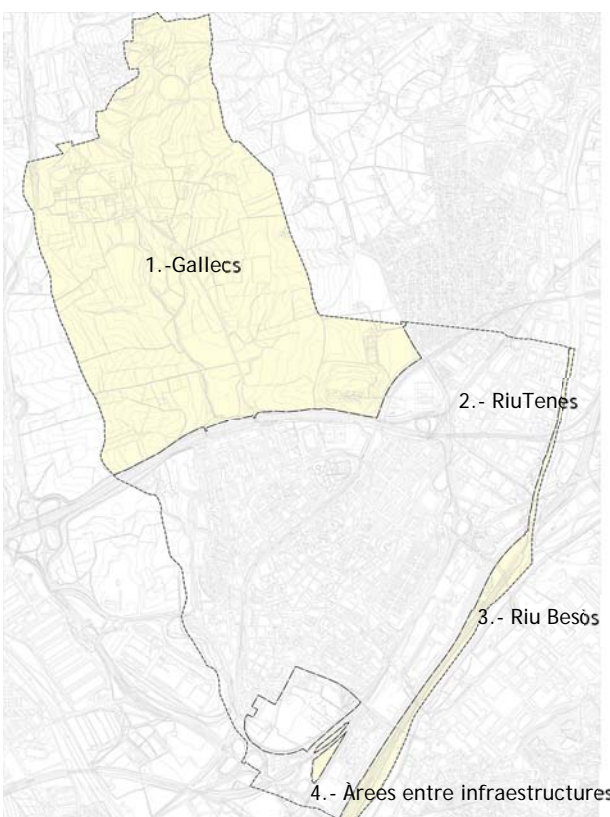 1.-Gallecs
2.- RiuTenes
3.- Riu Besòs
4.- Àrees entre infraestructures